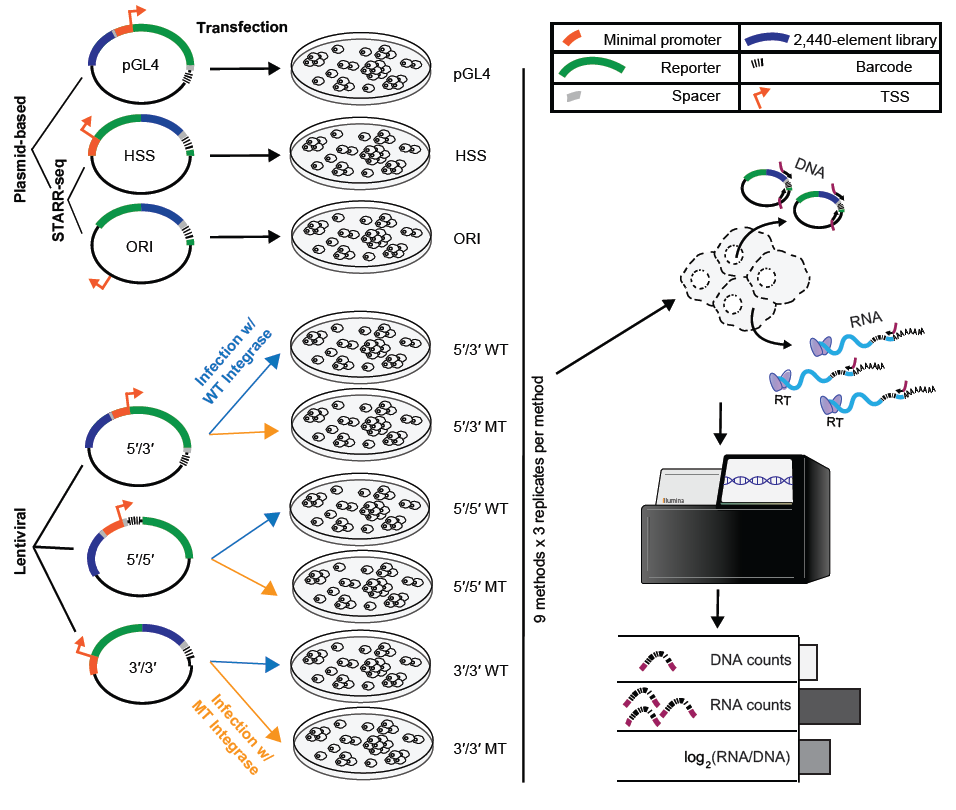 Transfection
Plasmid-based
STARR-seq
pGL4
pGL4
HSS
HSS
ORI
ORI
Lentiviral
Infection w/
WT Integrase
5′/3′
5′/3′ WT
5′/3′ MT
5′/5′
5′/5′ WT
5′/5′ MT
3′/3′
3′/3′ WT
Infection w/
MT Integrase
3′/3′ MT
9 methods x 3 replicates per method
Minimal promoter
2,440-element library
Reporter
Barcode
Spacer
TSS
DNA
RNA
RT
RT
illumina
DNA counts
RNA counts
log2(RNA/DNA)